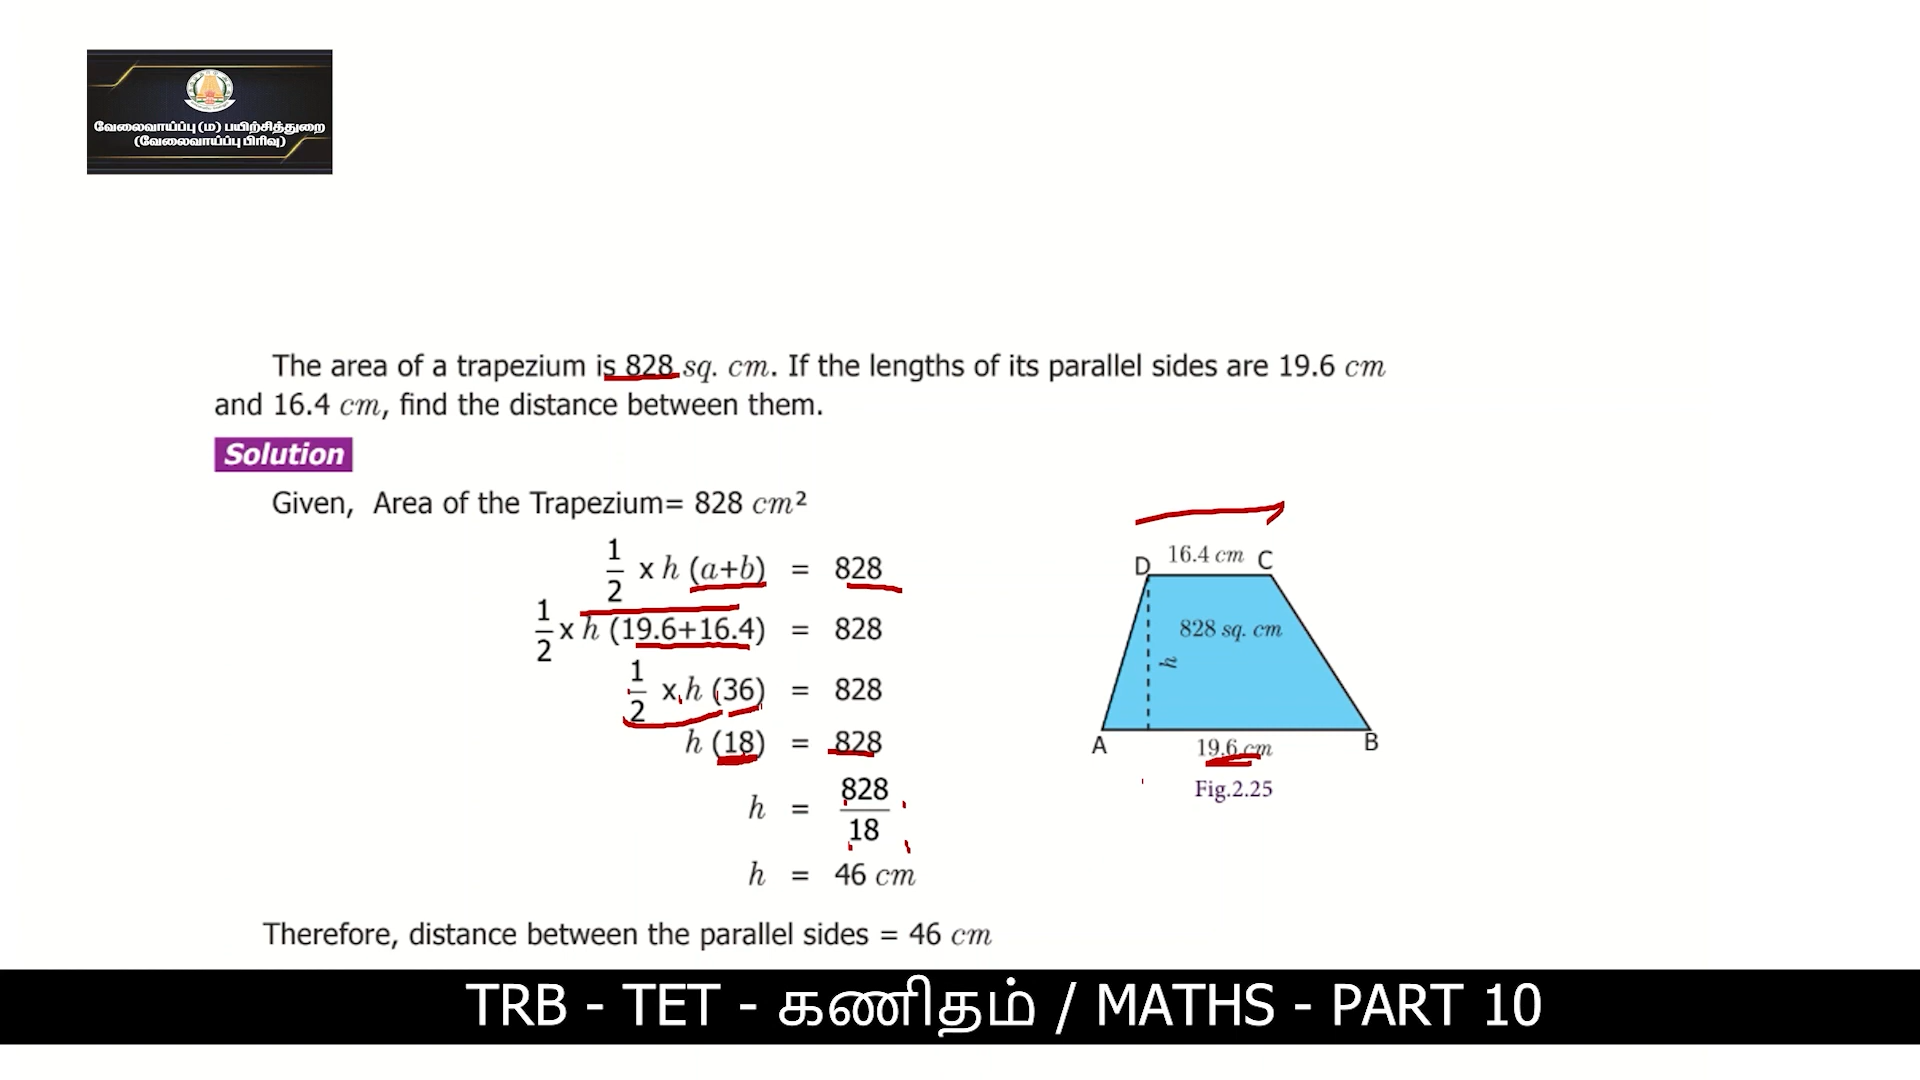 வேலைவாய்ப்பு (ம) பயிற்சித்துறை
(வேலைவாய்ப்பு பிரிவு)
The area of a trapezium is 828 sq. cm. If the lengths of its parallel sides are 19.6 cm
and 16.4 cm, find the distance between them.
Solution
Given, Area of the Trapezium= 828 cm²
1/2 x h (a+b) = 828
1/2 x h (19.6+16.4) = 828
1/2 x h (36) = 828
h (18) = 828
h = 828/18
h = 46 cm
Therefore, distance between the parallel sides = 46 cm
D 16.4 cm C
828 sq. cm
h
A 19.6 cm B
Fig.2.25
TRB - TET - கணிதம் / MATHS - PART 10